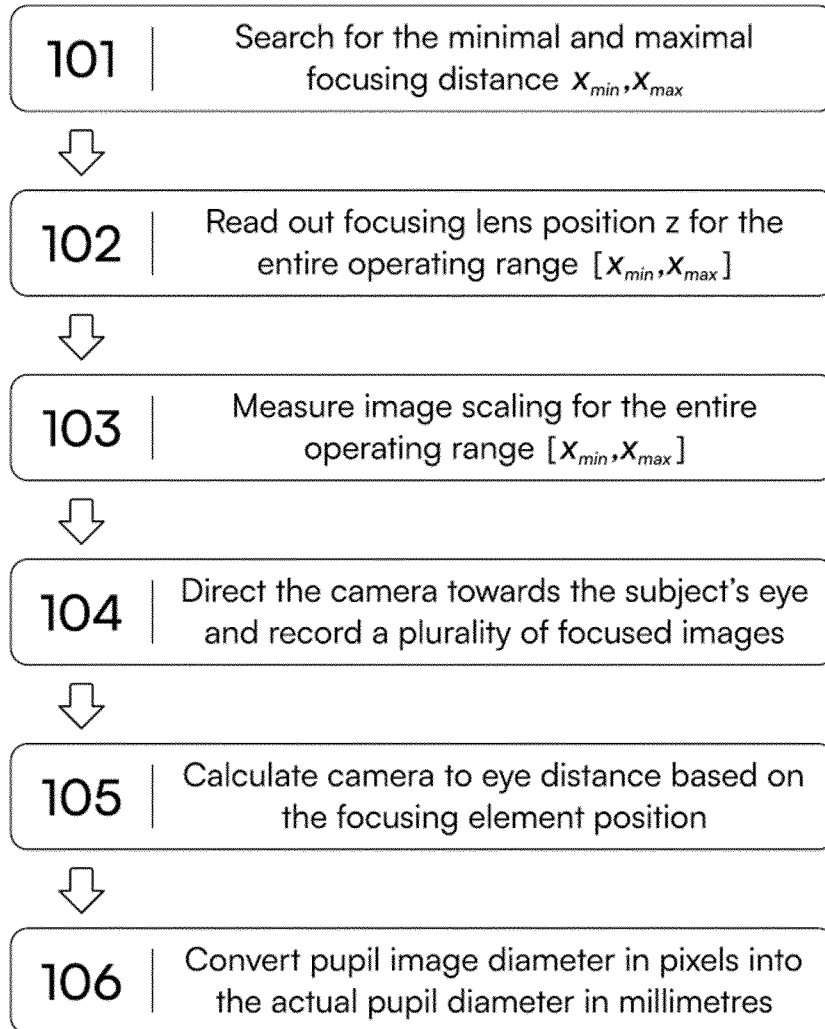 101
Search for the minimal and maximal
focusing distance x_min,x_max
102
Read out focusing lens position z for the
entire operating range [x_min,x_max]
103
Measure image scaling for the entire
operating range [x_min,x_max]
104
Direct the camera towards the subject's eye
and record a plurality of focused images
105
Calculate camera to eye distance based on
the focusing element position
106
Convert pupil image diameter in pixels into
the actual pupil diameter in millimetres